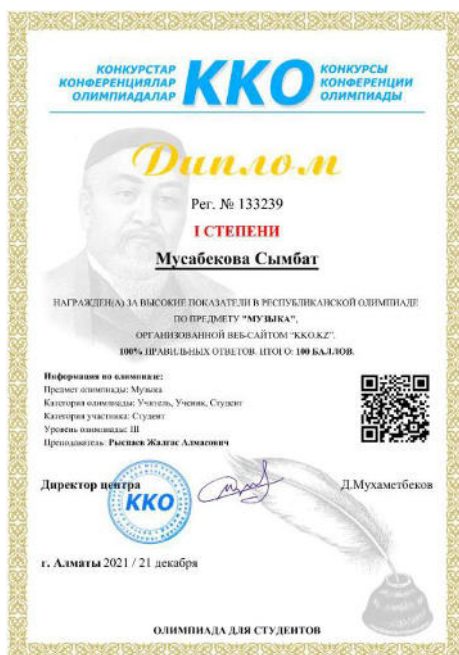 КОНКУРСТАР
КОНФЕРЕНЦИЯЛАР
ОЛИМПИАДАЛАР
ККО
КОНКУРСЫ
КОНФЕРЕНЦИИ
ОЛИМПИАДЫ
Диплом
Рег. № 133239
I СТЕПЕНИ
Мусабекова Сымбат
НАГРАЖДЕН(А) ЗА ВЫСОКИЕ ПОКАЗАТЕЛИ В РЕСПУБЛИКАНСКОЙ ОЛИМПИАДЕ
ПО ПРЕДМЕТУ "МУЗЫКА",
ОРГАНИЗОВАННОЙ ВЕБ-САЙТОМ "KKO.KZ".
100% ПРАВИЛЬНЫХ ОТВЕТОВ. ИТОГО: 100 БАЛЛОВ.
Информация по олимпиаде:
Предмет олимпиады: Музыка
Категория олимпиады: Учитель, Ученик, Студент
Категория участника: Студент
Уровень олимпиады: III
Преподаватель: Рыспаев Жалгас Алмасович
Директор центра
ККО
Д.Мухаметбеков
г. Алматы 2021 / 21 декабря
ОЛИМПИАДА ДЛЯ СТУДЕНТОВ